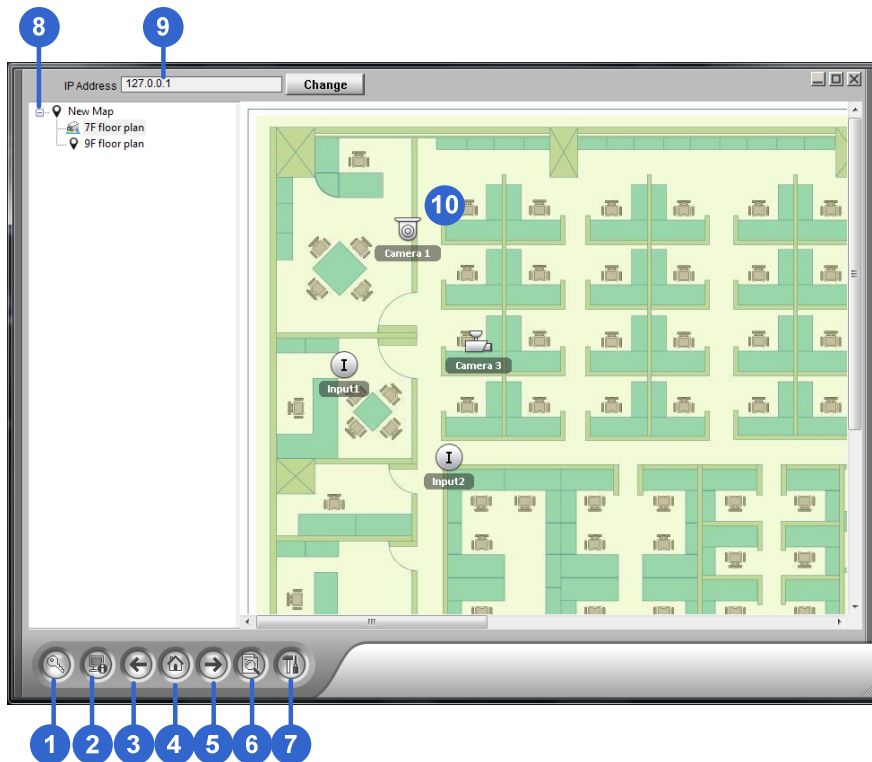 8 9
IP Address 127.0.0.1 Change
New Map
7F floor plan
9F floor plan
10
Camera 1
Camera 3
I
Input1
I
Input2
1 2 3 4 5 6 7